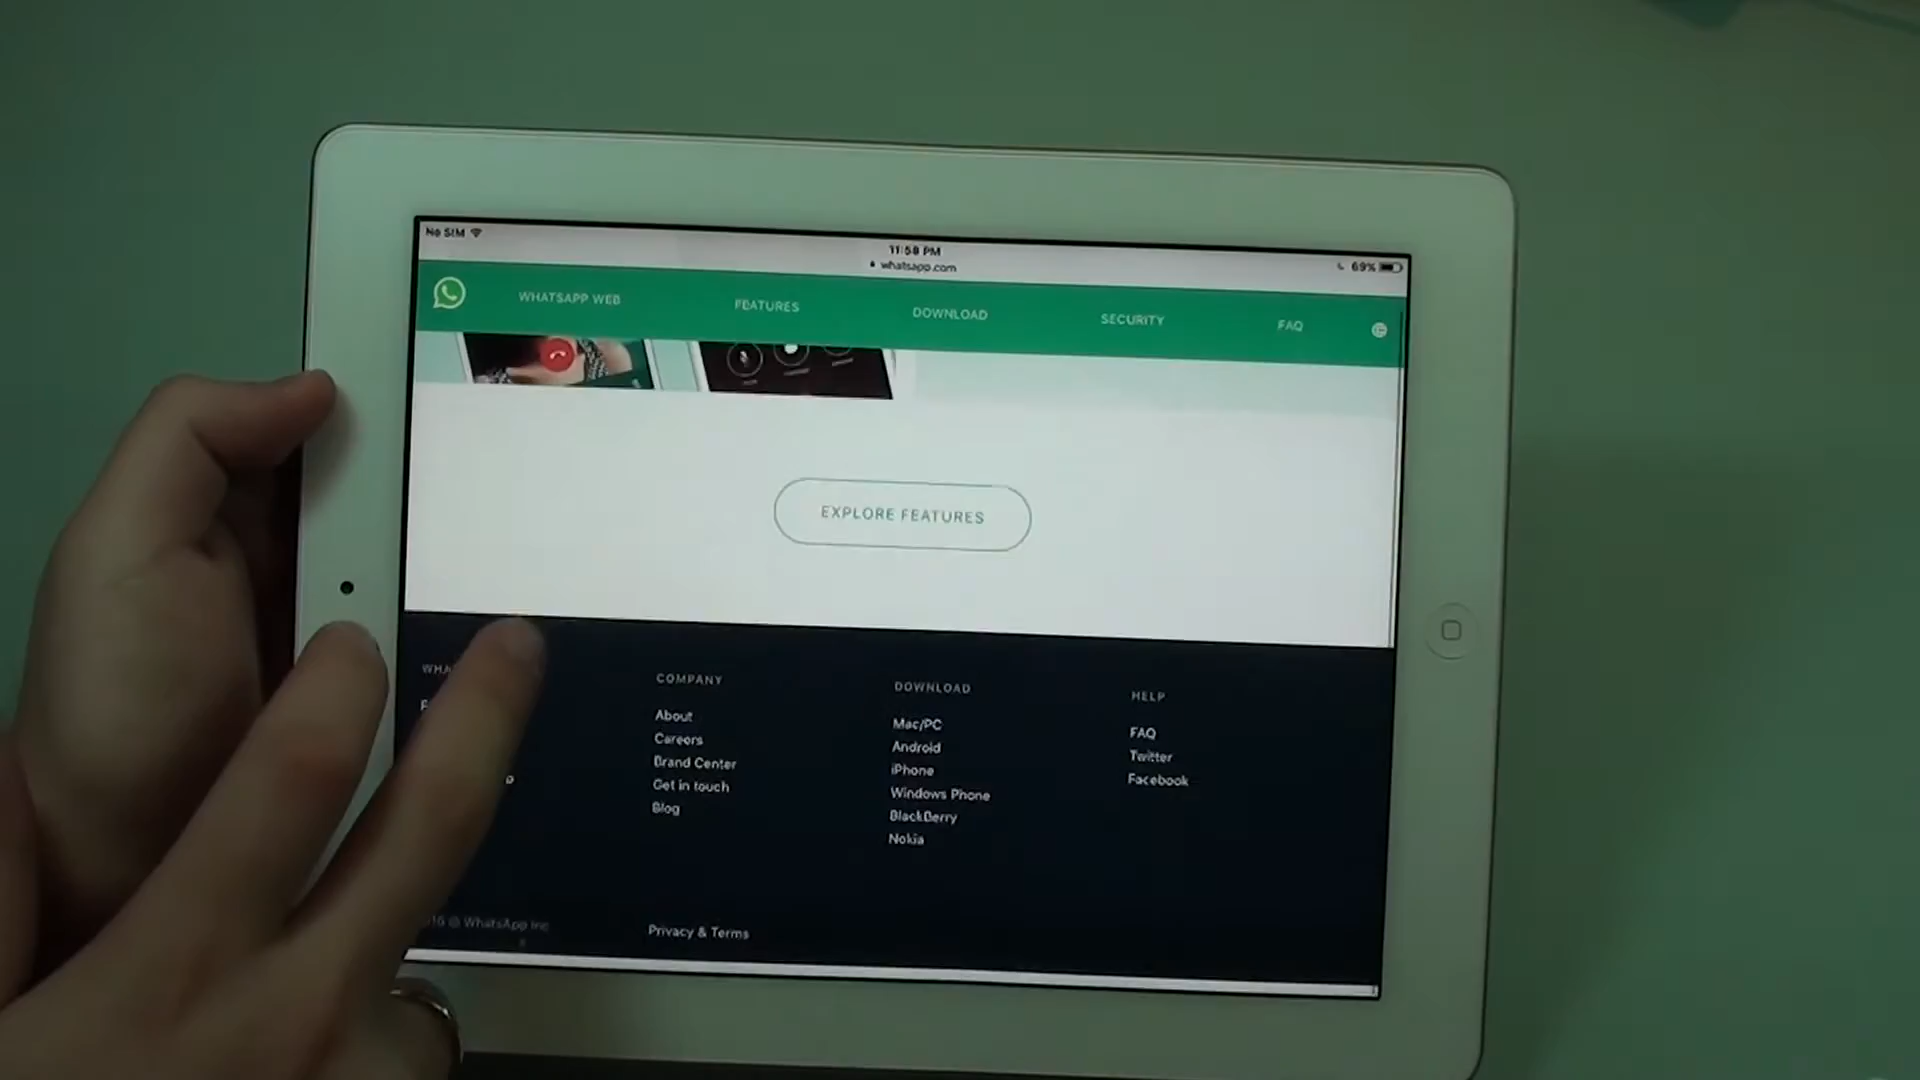 No SIM
11:58 PM
whatsapp.com
69%
WHATSAPP WEB
FEATURES
DOWNLOAD
SECURITY
FAQ
EXPLORE FEATURES
COMPANY
About
Careers
Brand Center
Get in touch
Blog
DOWNLOAD
Mac/PC
Android
iPhone
Windows Phone
BlackBerry
Nokia
HELP
FAQ
Twitter
Facebook
© WhatsApp Inc
Privacy & Terms